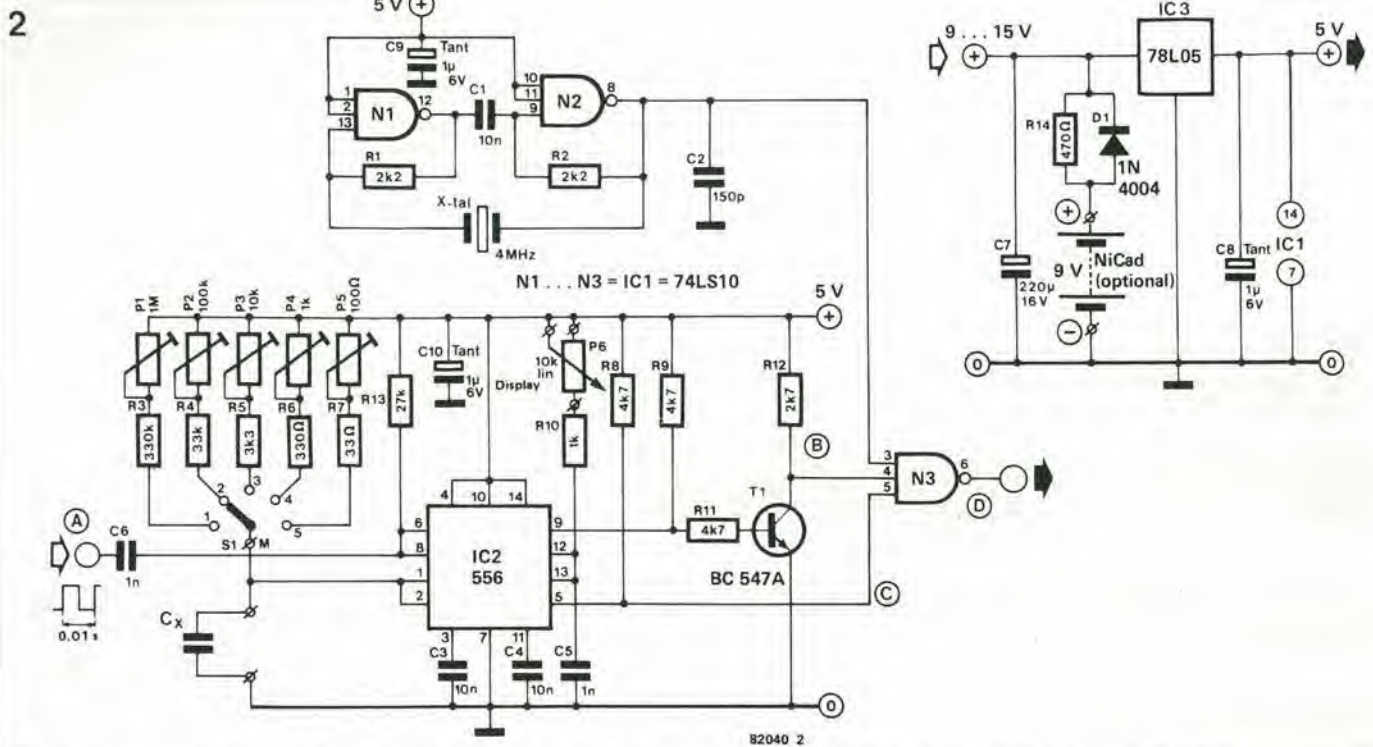 2
5 V +
C9 Tant
1µ
6V
1
2
13
N1
12
C1
10n
10
11
9
N2
8
R1
2k2
R2
2k2
C2
150p
X-tal
4MHz
N1 . . . N3 = IC1 = 74LS10
9 . . . 15 V
+
IC 3
78L05
5 V
+
R14
470Ω
D1
1N
4004
+
C7
220µ
16V
9 V
NiCad
(optional)
−
C8 Tant
1µ
6V
14
IC1
7
0
0
5 V
+
P1
1M
P2
100k
P3
10k
P4
1k
P5
100Ω
R3
330k
R4
33k
R5
3k3
R6
330Ω
R7
33Ω
R13
27k
C10 Tant
1µ
6V
Display
10k
lin
P6
R10
1k
R8
4k7
R9
4k7
R12
2k7
B
3
4
5
N3
6
D
1
2
3
4
5
S1
M
A
C6
1n
0,01 s
Cx
4
10
14
6
8
1
2
IC2
556
9
12
13
5
3
7
11
R11
4k7
T1
BC 547A
C
C3
10n
C4
10n
C5
1n
0
82040 2